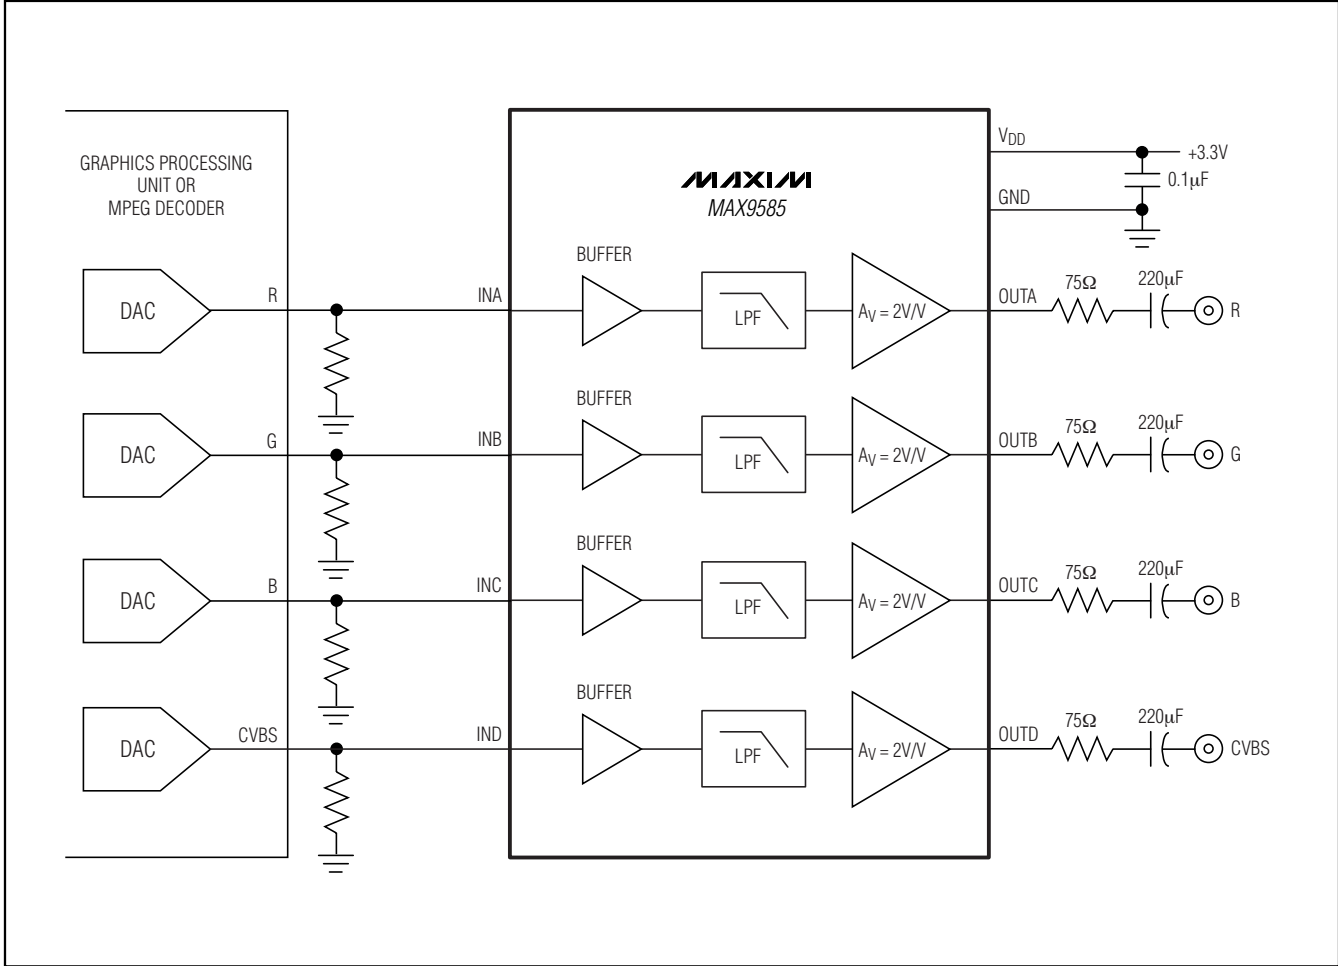 GRAPHICS PROCESSING
UNIT OR
MPEG DECODER
MAXIM
MAX9585
VDD
+3.3V
0.1μF
GND
DAC
R
INA
BUFFER
LPF
AV = 2V/V
OUTA
75Ω
220μF
R
DAC
G
INB
BUFFER
LPF
AV = 2V/V
OUTB
75Ω
220μF
G
DAC
B
INC
BUFFER
LPF
AV = 2V/V
OUTC
75Ω
220μF
B
DAC
CVBS
IND
BUFFER
LPF
AV = 2V/V
OUTD
75Ω
220μF
CVBS